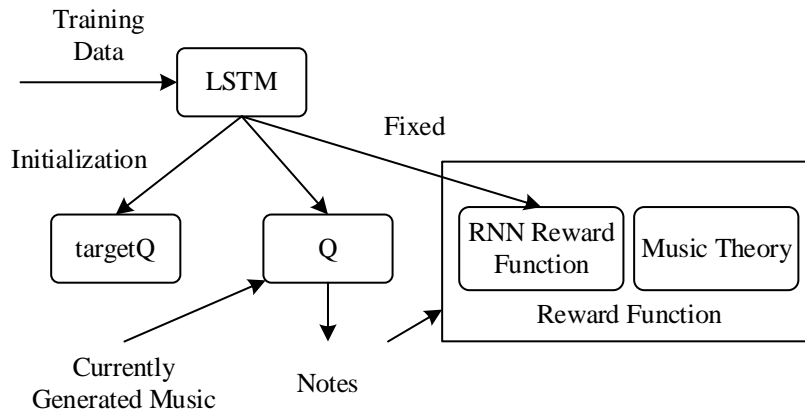 Training
Data
LSTM
Fixed
Initialization
targetQ
Q
RNN Reward
Function
Music Theory
Reward Function
Currently
Generated Music
Notes